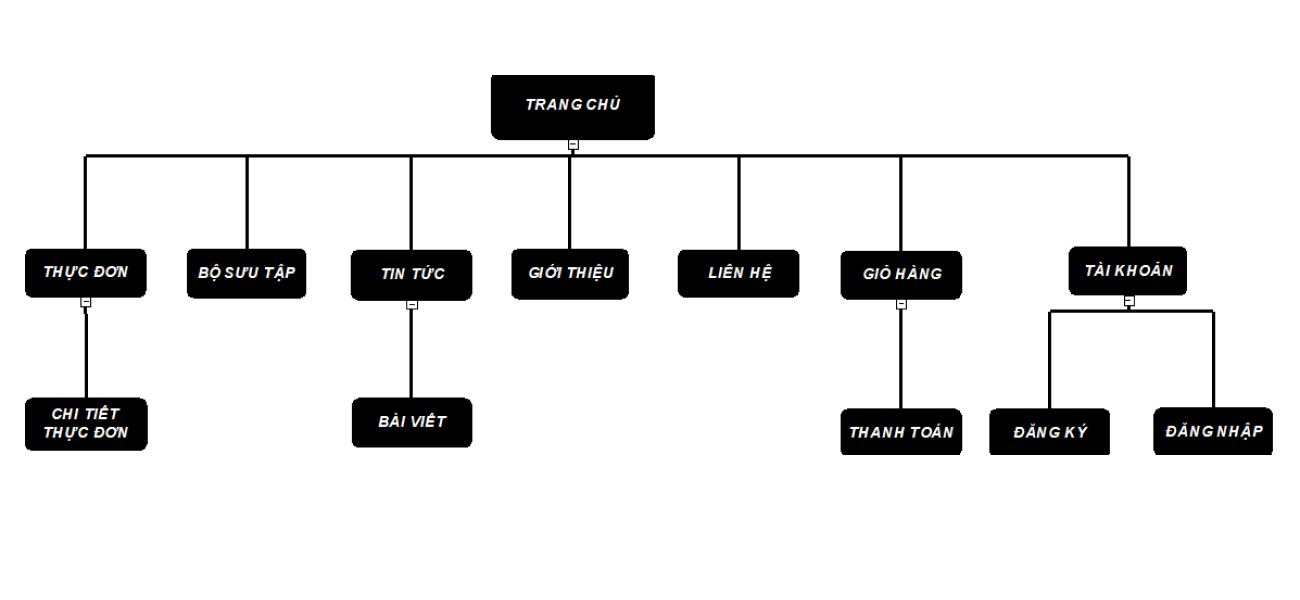 TRANG CHỦ
THỰC ĐƠN
BỘ SƯU TẬP
TIN TỨC
GIỚI THIỆU
LIÊN HỆ
GIỎ HÀNG
TÀI KHOẢN
CHI TIẾT
THỰC ĐƠN
BÀI VIẾT
THANH TOÁN
ĐĂNG KÝ
ĐĂNG NHẬP